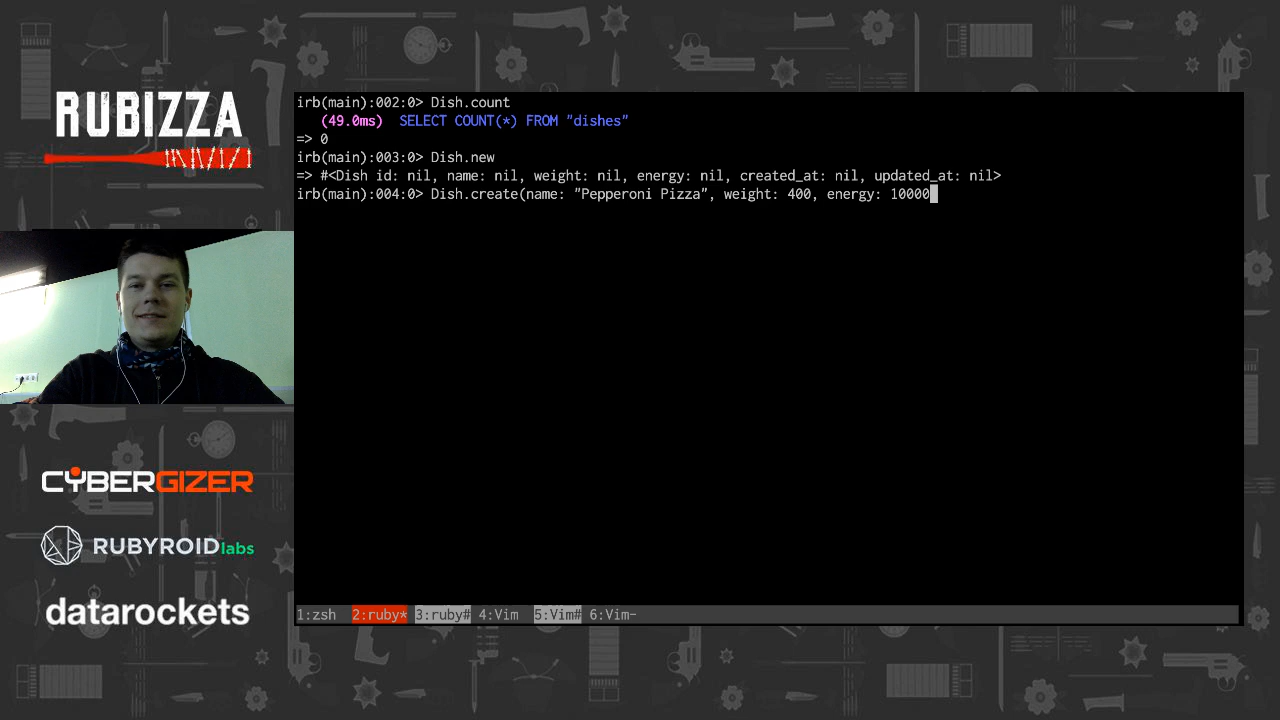 RUBIZZA
irb(main):002:0> Dish.count
(49.0ms)  SELECT COUNT(*) FROM "dishes"
=> 0
irb(main):003:0> Dish.new
=> #<Dish id: nil, name: nil, weight: nil, energy: nil, created_at: nil, updated_at: nil>
irb(main):004:0> Dish.create(name: "Pepperoni Pizza", weight: 400, energy: 10000
CYBERGIZER
RUBYROIDlabs
datarockets
1:zsh  2:ruby* 3:ruby# 4:Vim  5:Vim# 6:Vim-